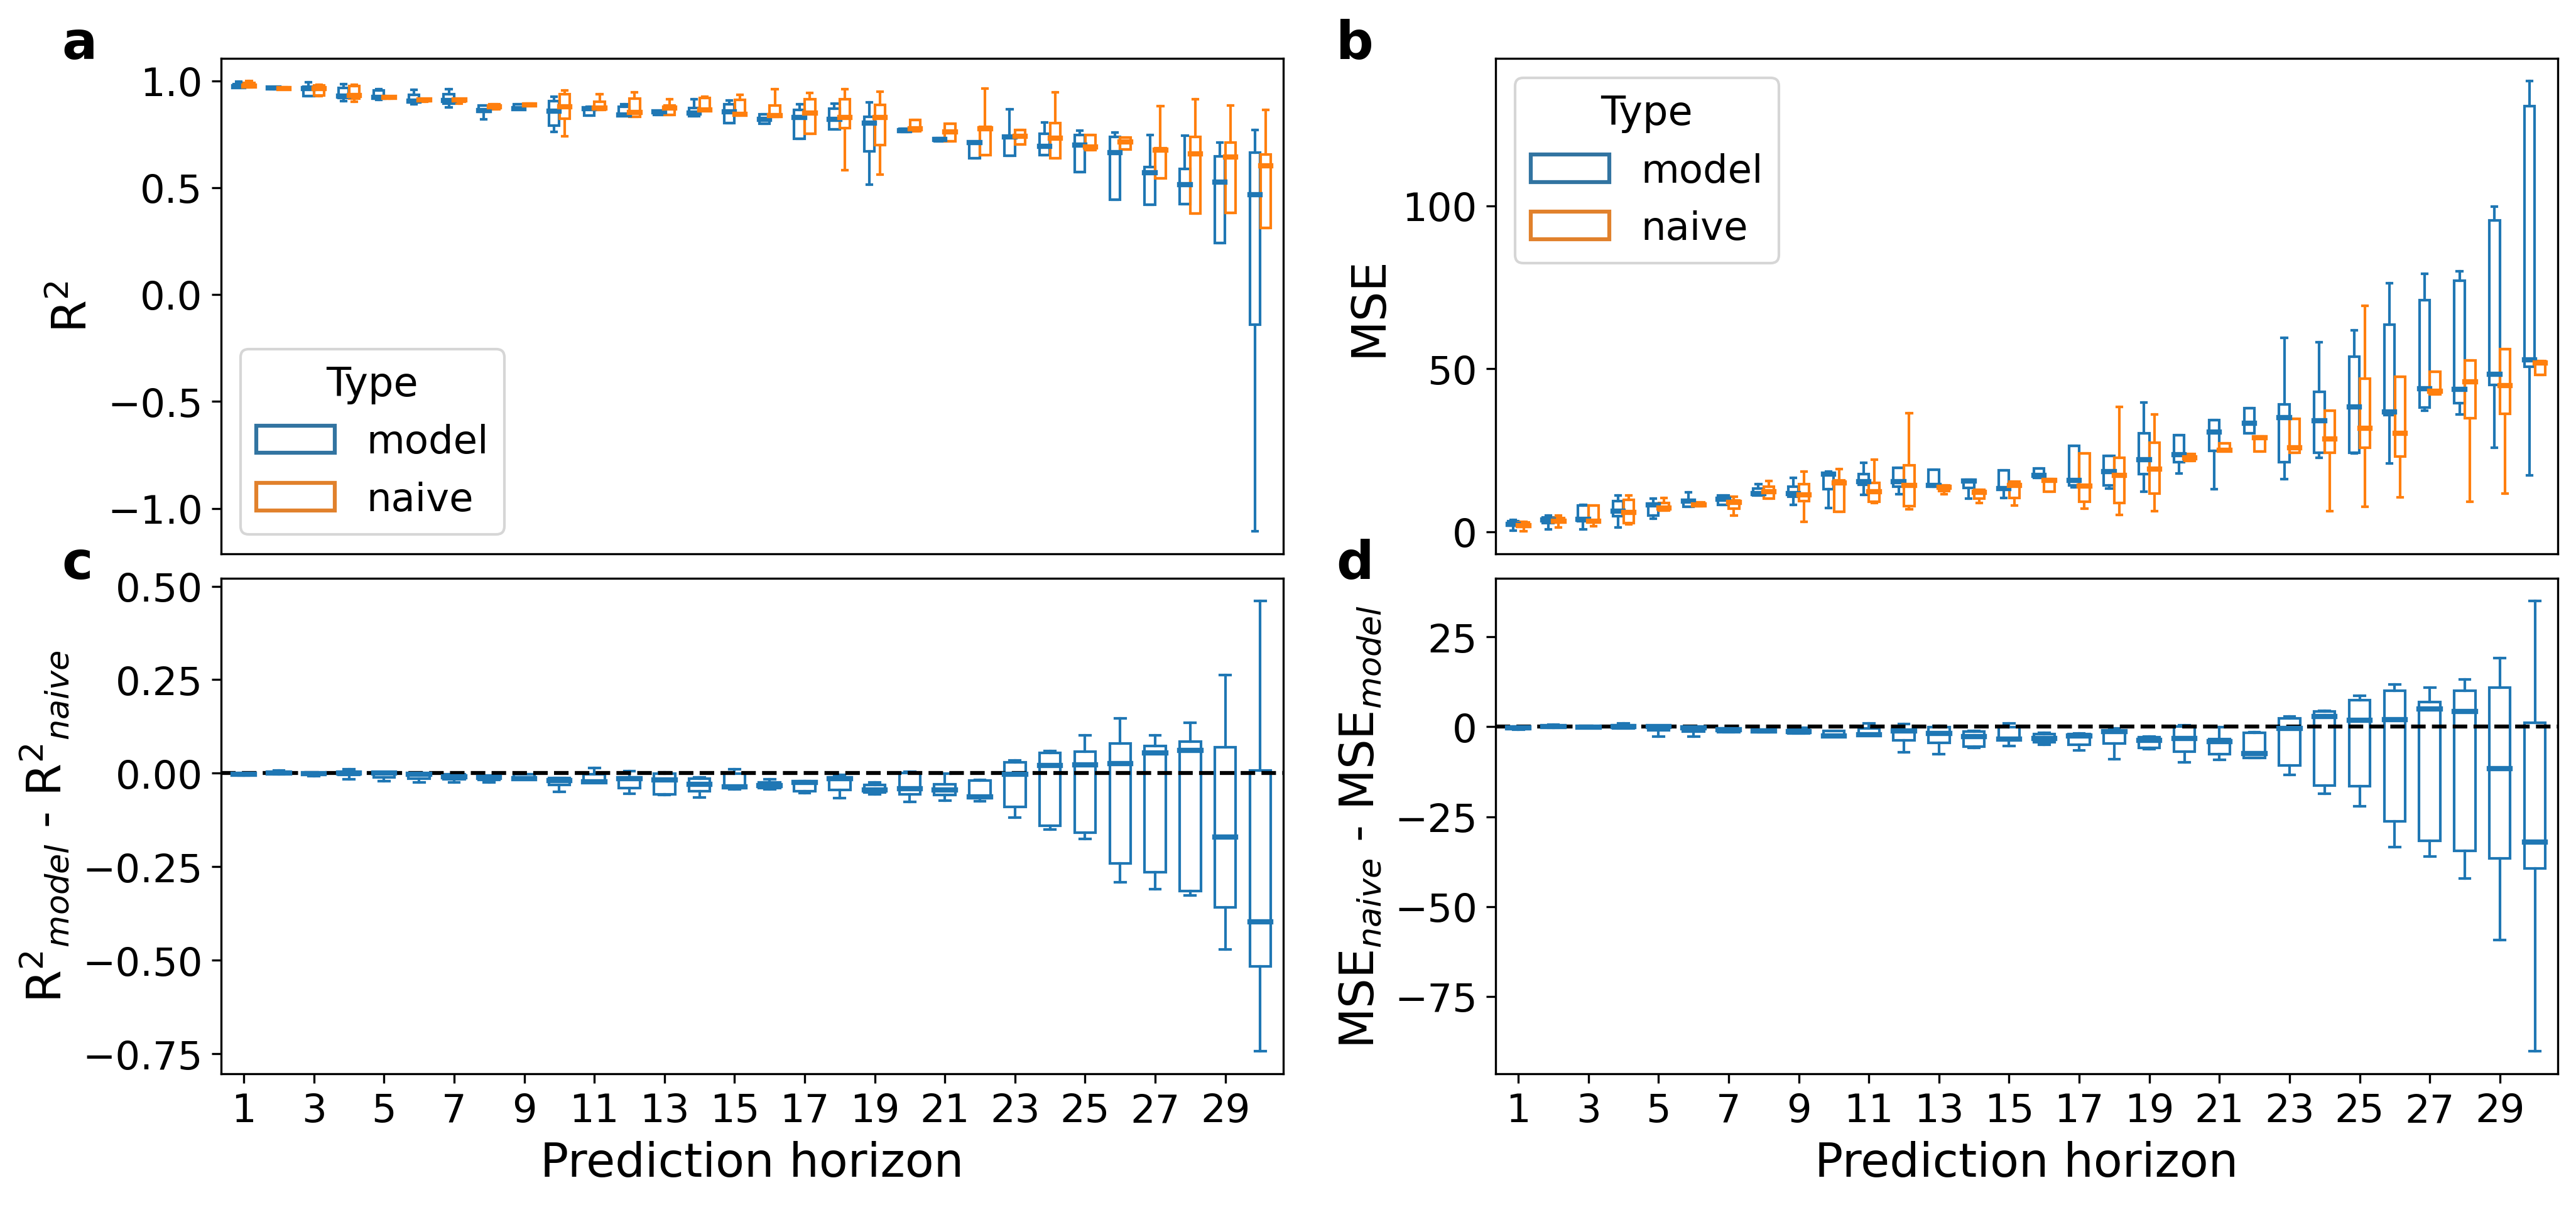 a
1.0
0.5
0.0
−0.5
−1.0
R²
Type
model
naive
b
100
50
0
MSE
Type
model
naive
c
0.50
0.25
0.00
−0.25
−0.50
−0.75
R²model - R²naive
1 3 5 7 9 11 13 15 17 19 21 23 25 27 29
Prediction horizon
d
25
0
−25
−50
−75
MSEnaive - MSEmodel
1 3 5 7 9 11 13 15 17 19 21 23 25 27 29
Prediction horizon